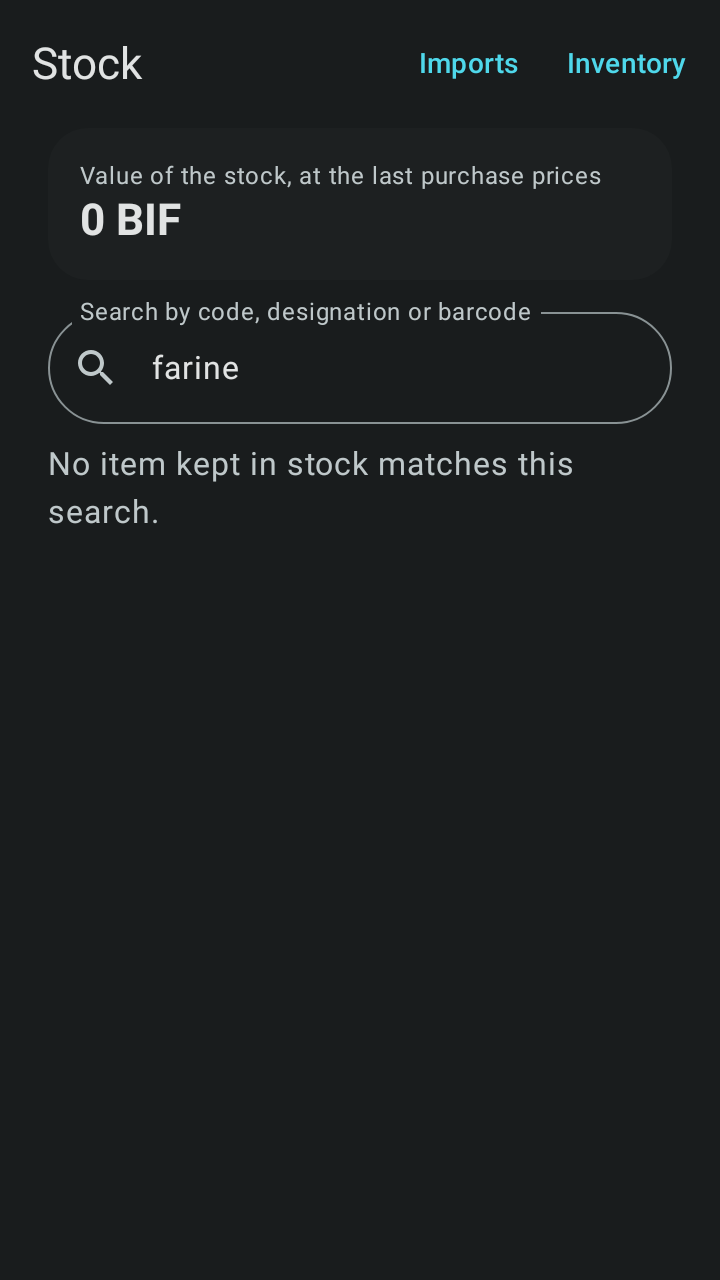 Stock
Imports
Inventory
Value of the stock, at the last purchase prices
0 BIF
Search by code, designation or barcode
farine
No item kept in stock matches this
search.